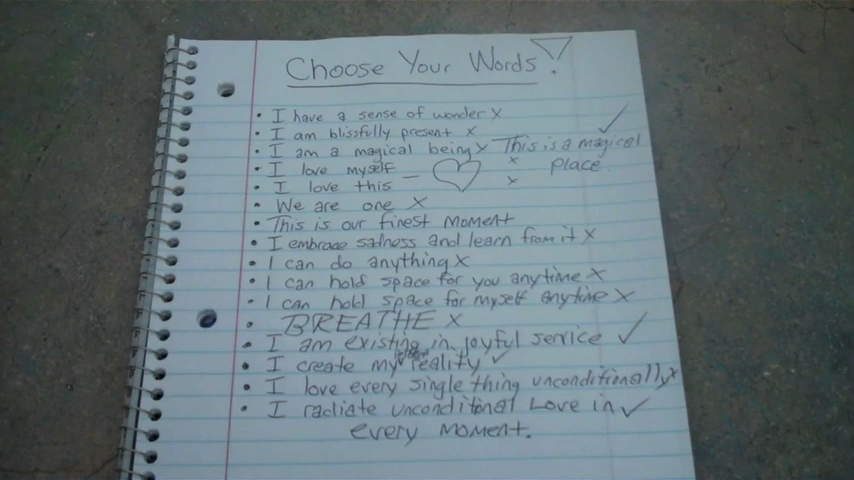 Choose Your Words!
• I have a sense of wonder x
• I am blissfully present x ✓
• I am a magical being x This is a magical
• I love myself — ♡ x place
• I love this x
• We are one x
• This is our finest moment
• I embrace sadness and learn from it x
• I can do anything x
• I can hold space for you anytime x
• I can hold space for myself anytime x
• BREATHE x
• I am existing in joyful service ✓
• I create my reality ✓
• I love every single thing unconditionally x
• I radiate unconditional Love in ✓
every moment.